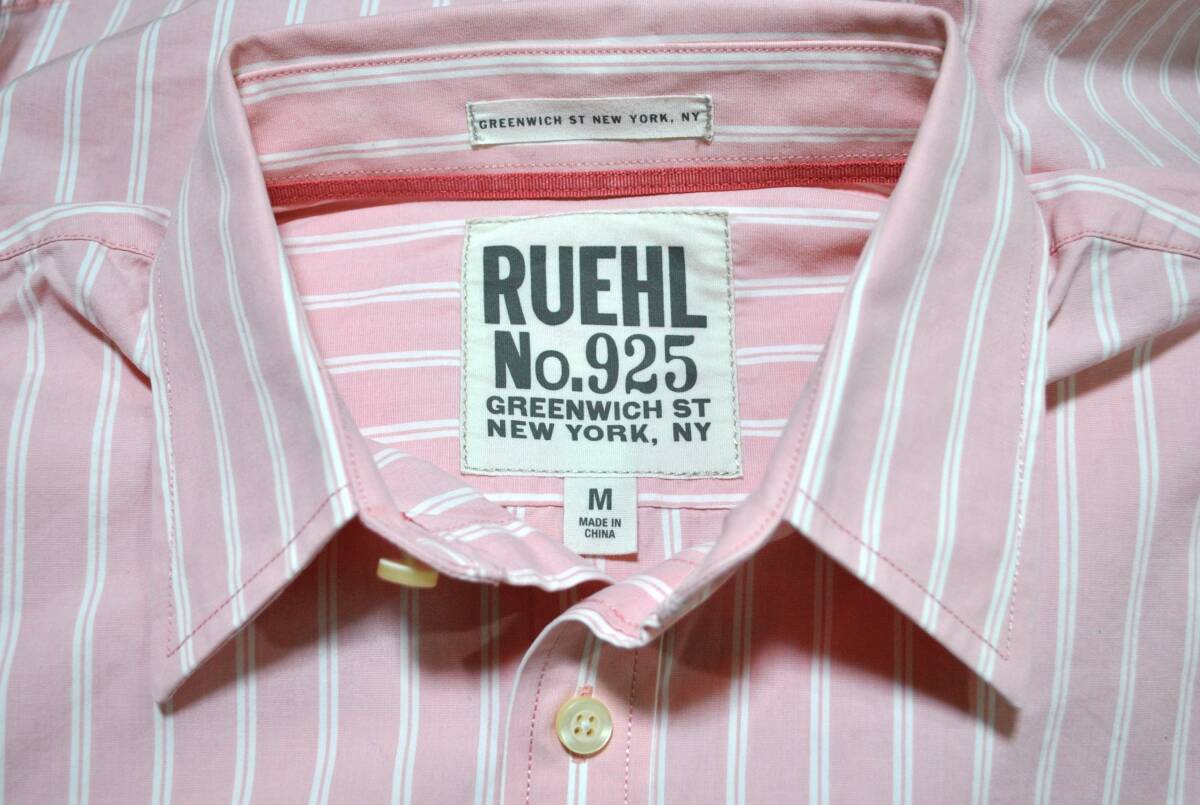 GREENWICH ST NEW YORK, NY
RUEHL
No.925
GREENWICH ST
NEW YORK, NY
M
MADE IN
CHINA